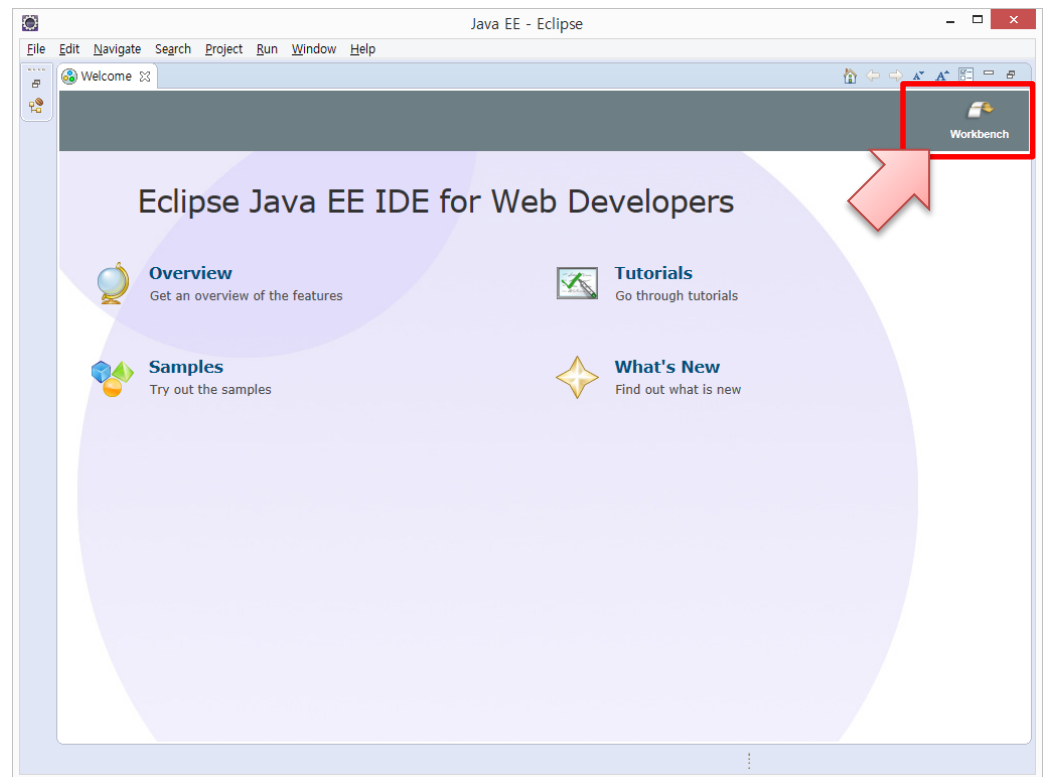 Java EE - Eclipse
File Edit Navigate Search Project Run Window Help
Welcome
Workbench
Eclipse Java EE IDE for Web Developers
Overview
Get an overview of the features
Tutorials
Go through tutorials
Samples
Try out the samples
What's New
Find out what is new